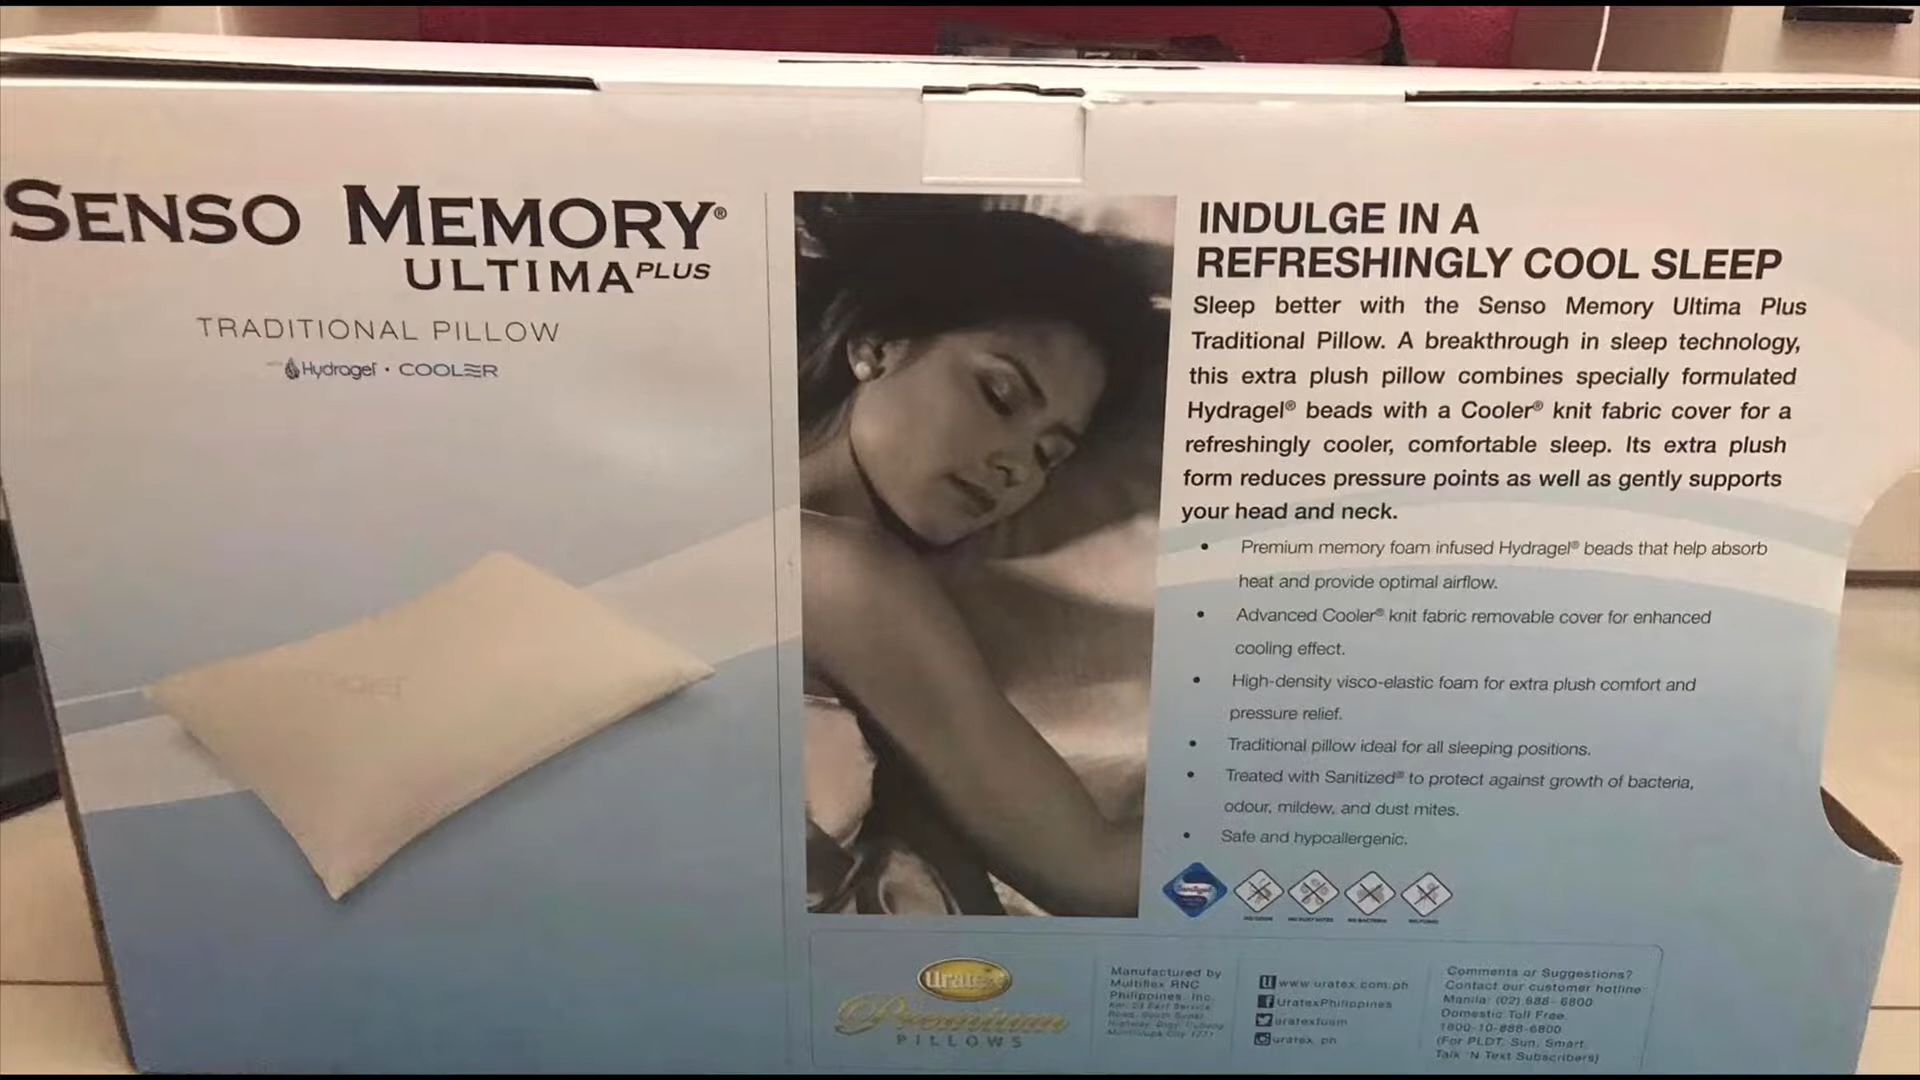 SENSO MEMORY®
ULTIMA PLUS
TRADITIONAL PILLOW
Hydragel · COOLER
INDULGE IN A
REFRESHINGLY COOL SLEEP
Sleep better with the Senso Memory Ultima Plus
Traditional Pillow. A breakthrough in sleep technology,
this extra plush pillow combines specially formulated
Hydragel® beads with a Cooler® knit fabric cover for a
refreshingly cooler, comfortable sleep. Its extra plush
form reduces pressure points as well as gently supports
your head and neck.
• Premium memory foam infused Hydragel® beads that help absorb
heat and provide optimal airflow.
• Advanced Cooler® knit fabric removable cover for enhanced
cooling effect.
• High-density visco-elastic foam for extra plush comfort and
pressure relief.
• Traditional pillow ideal for all sleeping positions.
• Treated with Sanitized® to protect against growth of bacteria,
odour, mildew, and dust mites.
• Safe and hypoallergenic.
NO DUST MITES
NO BACTERIA
uratex
Premium
PILLOWS
Manufactured by
Multiflex RNC
Philippines, Inc.
Road, South Superhighway
www.uratex.com.ph
UratexPhilippines
uratexfoam
uratex_ph
Comments or Suggestions?
Contact our customer hotline
Manila: (02) 888-6800
Domestic Toll Free:
1800-10-888-6800
(For PLDT, Sun, Smart
Talk 'N Text Subscribers)